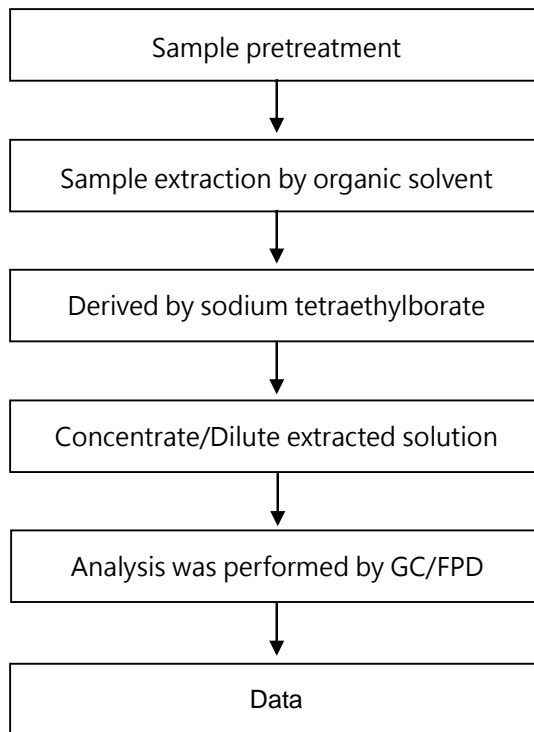 Sample pretreatment
Sample extraction by organic solvent
Derived by sodium tetraethylborate
Concentrate/Dilute extracted solution
Analysis was performed by GC/FPD
Data